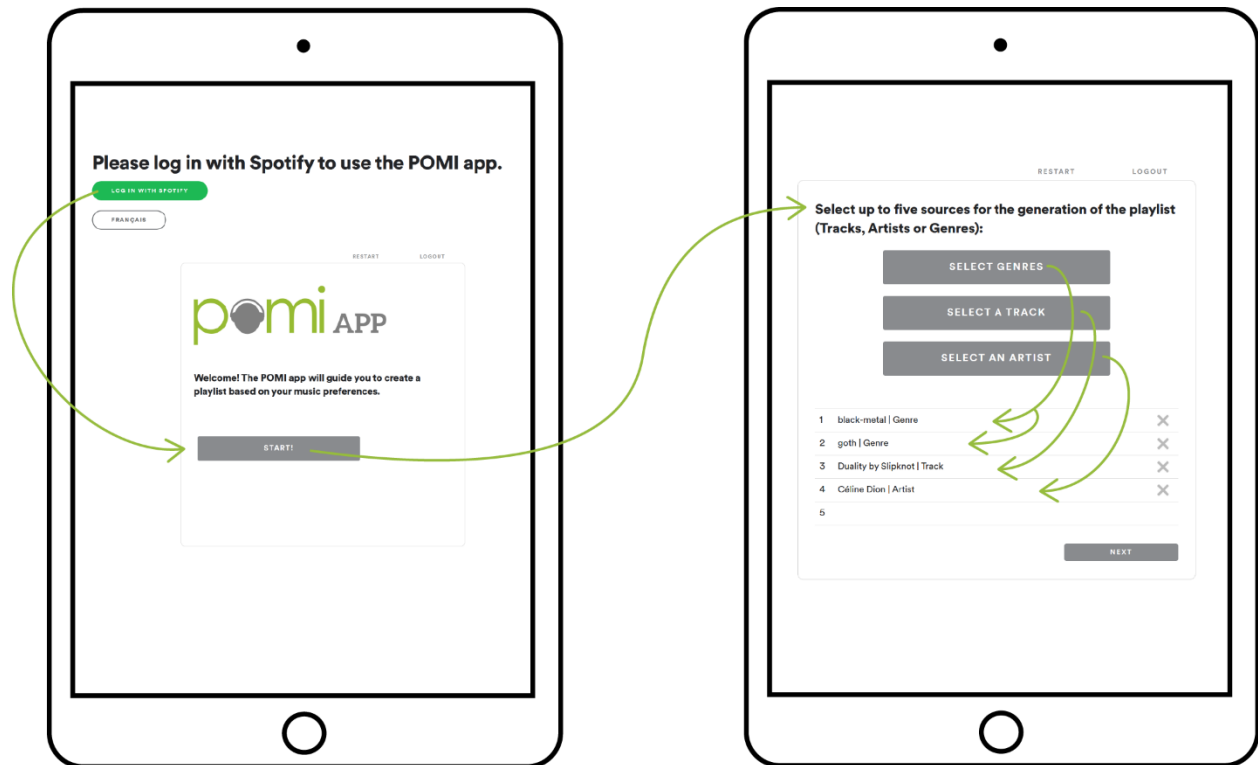 Please log in with Spotify to use the POMI app.
LOG IN WITH SPOTIFY
FRANÇAIS
RESTART LOGOUT
pomi APP
Welcome! The POMI app will guide you to create a
playlist based on your music preferences.
START!
RESTART LOGOUT
Select up to five sources for the generation of the playlist
(Tracks, Artists or Genres):
SELECT GENRES
SELECT A TRACK
SELECT AN ARTIST
1 black-metal | Genre
2 goth | Genre
3 Duality by Slipknot | Track
4 Céline Dion | Artist
5
NEXT